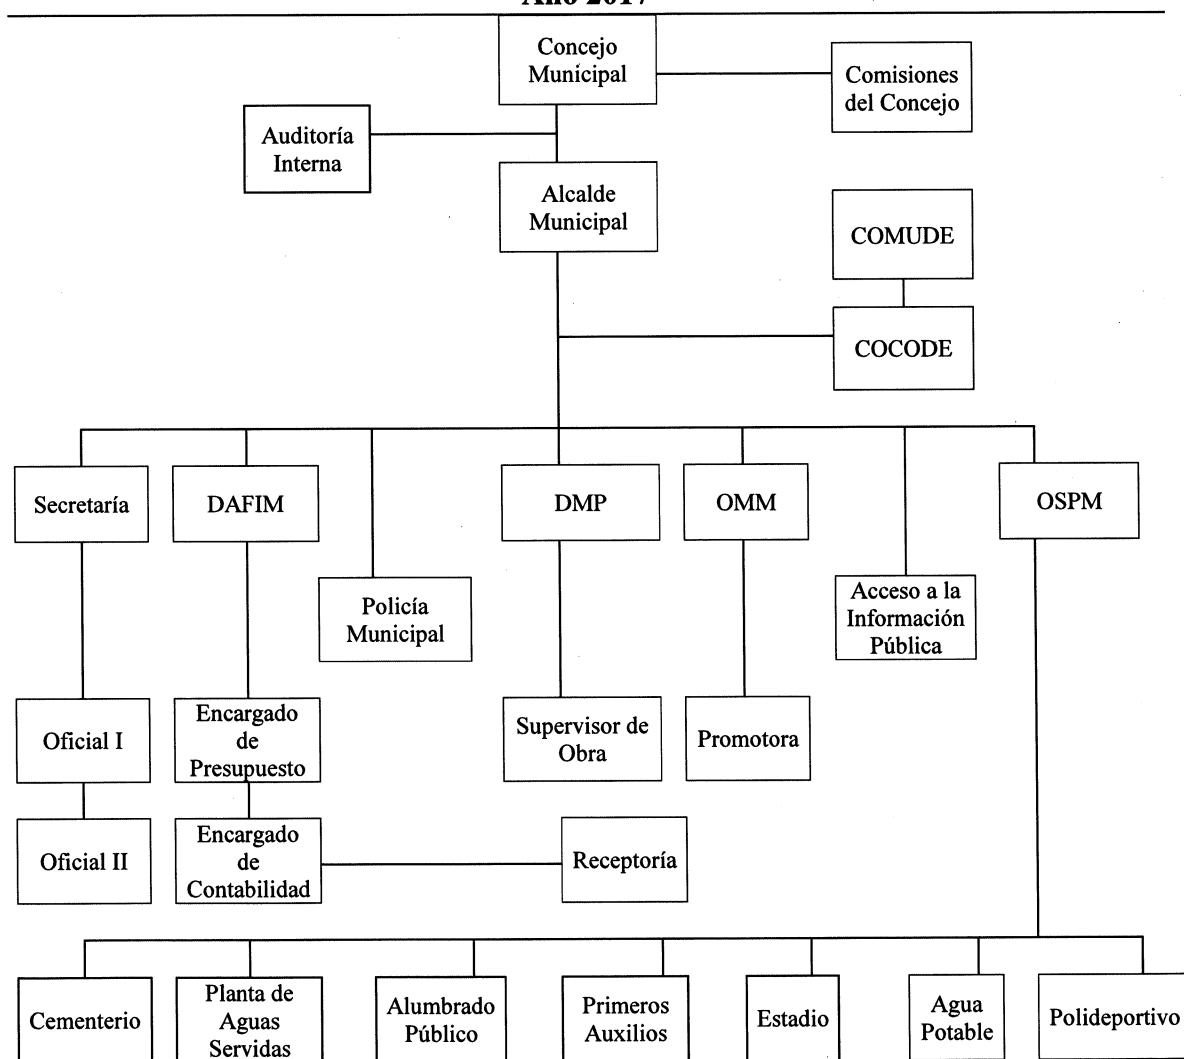 Año 2017
Concejo
Municipal
Comisiones
del Concejo
Auditoría
Interna
Alcalde
Municipal
COMUDE
COCODE
Secretaría
DAFIM
DMP
OMM
OSPM
Policía
Municipal
Acceso a la
Información
Pública
Oficial I
Encargado
de
Presupuesto
Supervisor de
Obra
Promotora
Oficial II
Encargado
de
Contabilidad
Receptoría
Cementerio
Planta de
Aguas
Servidas
Alumbrado
Público
Primeros
Auxilios
Estadio
Agua
Potable
Polideportivo